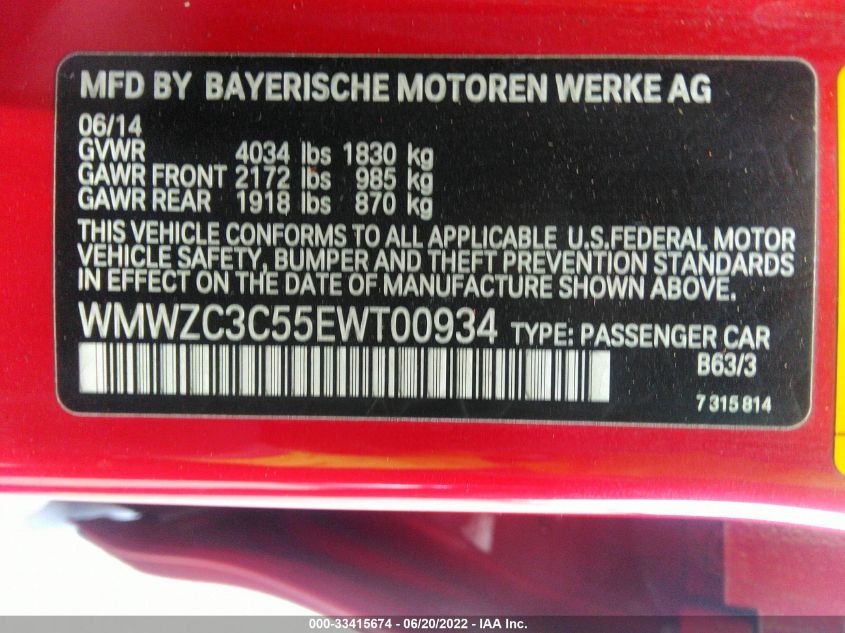 MFD BY BAYERISCHE MOTOREN WERKE AG
06/14
GVWR 4034 lbs 1830 kg
GAWR FRONT 2172 lbs 985 kg
GAWR REAR 1918 lbs 870 kg
THIS VEHICLE CONFORMS TO ALL APPLICABLE U.S.FEDERAL MOTOR
VEHICLE SAFETY, BUMPER AND THEFT PREVENTION STANDARDS
IN EFFECT ON THE DATE OF MANUFACTURE SHOWN ABOVE.
WMWZC3C55EWT00934 TYPE: PASSENGER CAR
B63/3
7 315 814
000-33415674 / 06/20/2022 - IAA Inc.